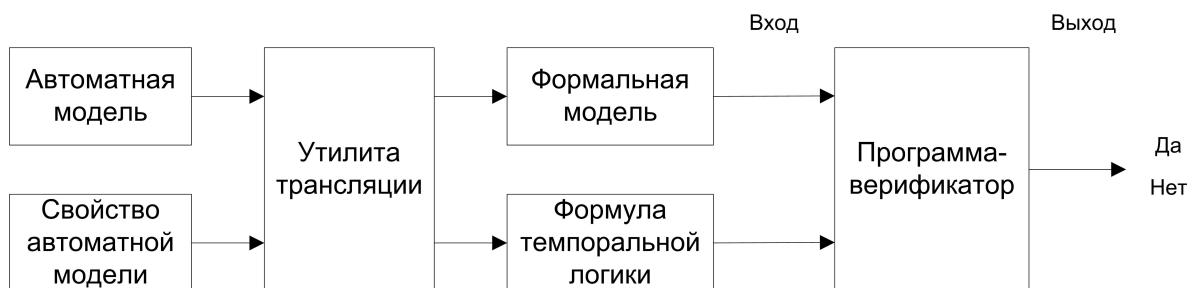 Вход
Выход
Автоматная
модель
Утилита
трансляции
Формальная
модель
Программа-
верификатор
Да
Нет
Свойство
автоматной
модели
Формула
темпоральной
логики